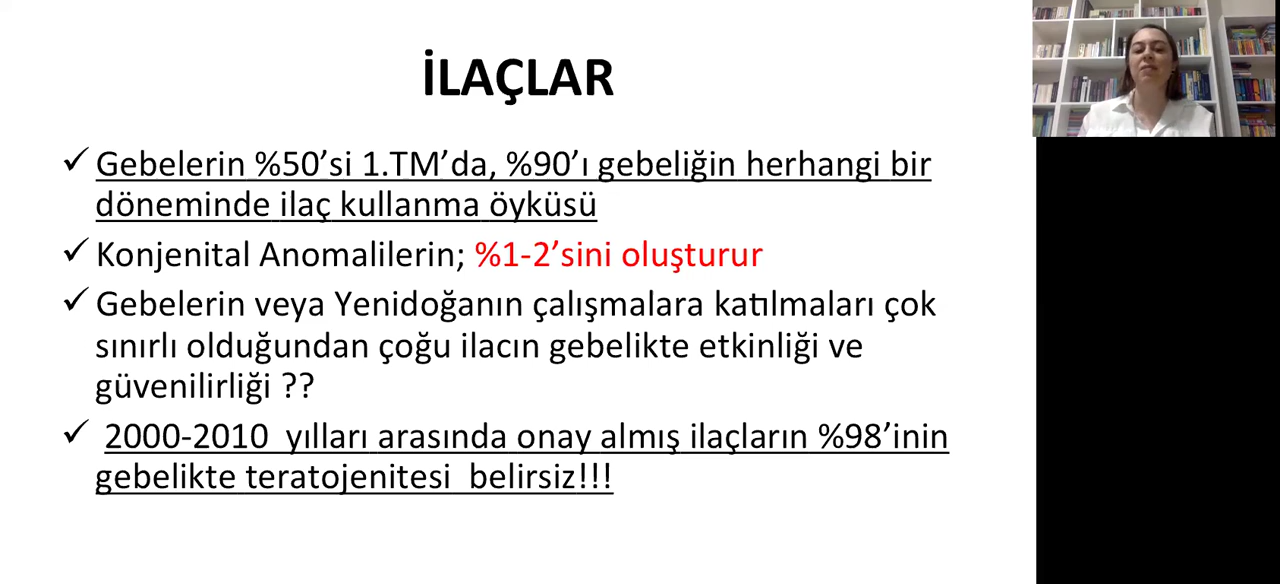 İLAÇLAR
✓ Gebelerin %50'si 1.TM'da, %90'ı gebeliğin herhangi bir
döneminde ilaç kullanma öyküsü
✓ Konjenital Anomalilerin; %1-2'sini oluşturur
✓ Gebelerin veya Yenidoğanın çalışmalara katılmaları çok
sınırlı olduğundan çoğu ilacın gebelikte etkinliği ve
güvenilirliği ??
✓ 2000-2010 yılları arasında onay almış ilaçların %98'inin
gebelikte teratojenitesi belirsiz!!!